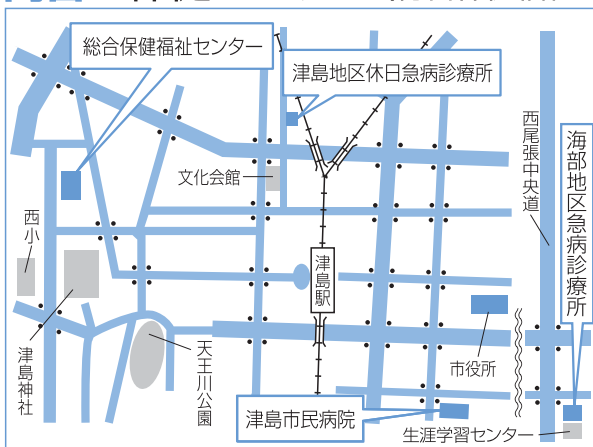 総合保健福祉センター
津島地区休日急病診療所
西尾張中央道
海部地区急病診療所
文化会館
西小
津島駅
市役所
津島神社
天王川公園
津島市民病院
生涯学習センター